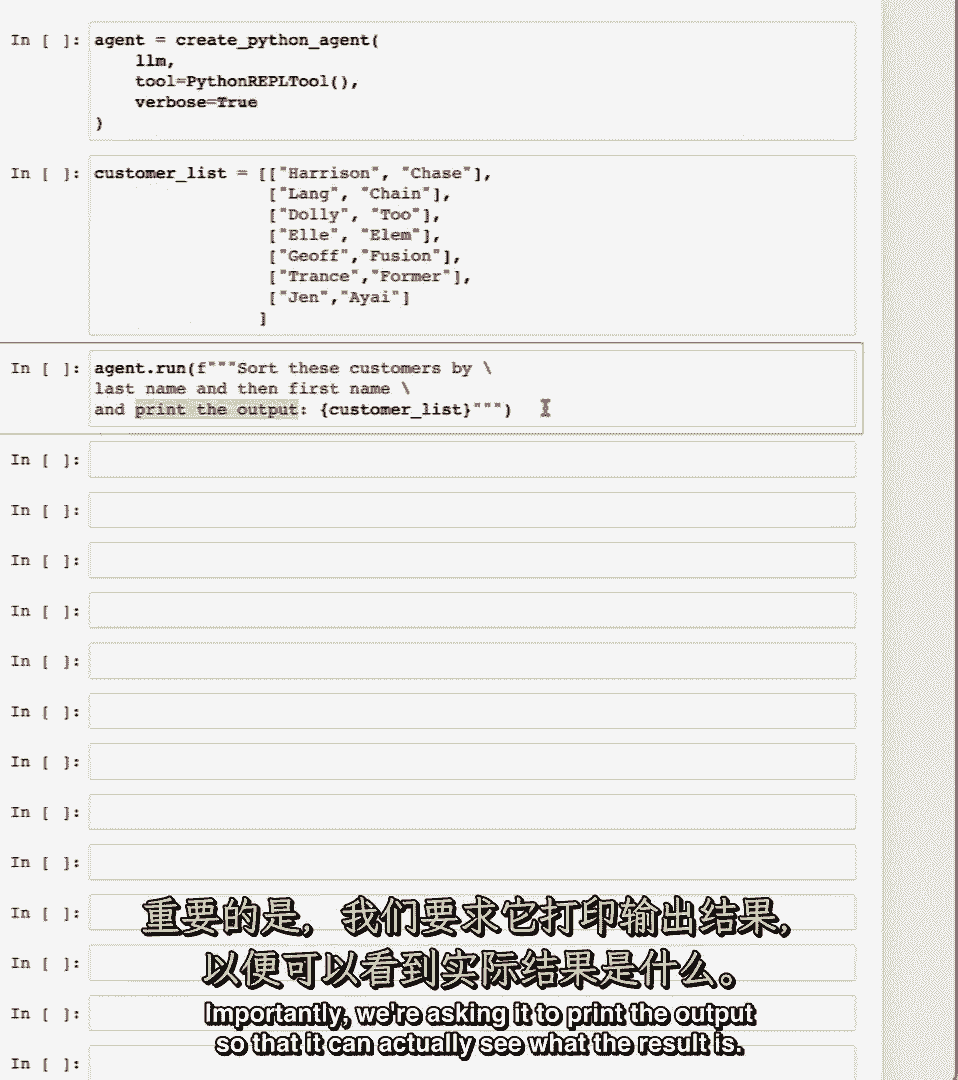 In [ ]: agent = create_python_agent(
llm,
tool=PythonREPLTool(),
verbose=True
)
In [ ]: customer_list = [["Harrison", "Chase"],
["Lang", "Chain"],
["Dolly", "Too"],
["Elle", "Elem"],
["Geoff","Fusion"],
["Trance","Former"],
["Jen","Ayai"]
]
In [ ]: agent.run(f"""Sort these customers by \
last name and then first name \
and print the output: {customer_list}""")
In [ ]:
In [ ]:
In [ ]:
In [ ]:
In [ ]:
In [ ]:
In [ ]:
In [ ]:
In [ ]:
In [ ]:
In [ ]:
In [ ]:
In [ ]:
重要的是，我们要求它打印输出结果，
以便可以看到实际结果是什么。
Importantly, we're asking it to print the output
so that it can actually see what the result is.